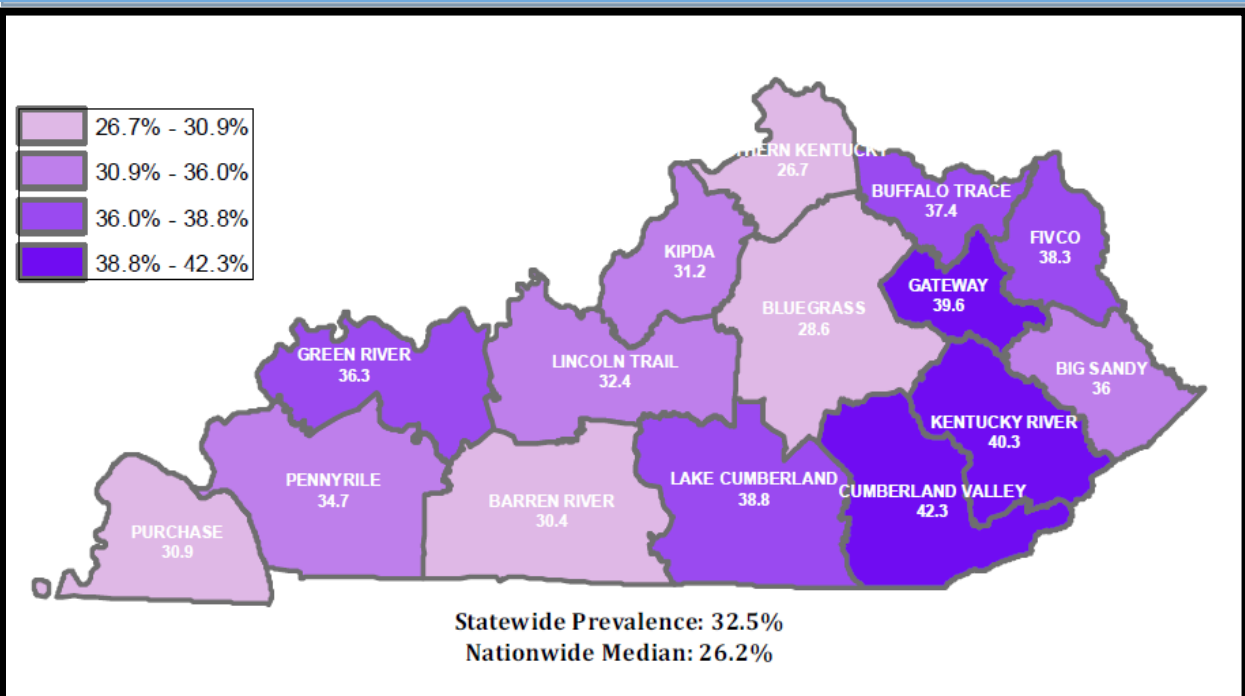 26.7% - 30.9%
30.9% - 36.0%
36.0% - 38.8%
38.8% - 42.3%
THERN KENTUCKY
26.7
BUFFALO TRACE
37.4
FIVCO
38.3
KIPDA
31.2
GATEWAY
39.6
BLUEGRASS
28.6
GREEN RIVER
36.3
LINCOLN TRAIL
32.4
BIG SANDY
36
KENTUCKY RIVER
40.3
PENNYRILE
34.7
LAKE CUMBERLAND
38.8
CUMBERLAND VALLEY
42.3
BARREN RIVER
30.4
PURCHASE
30.9
Statewide Prevalence: 32.5%
Nationwide Median: 26.2%